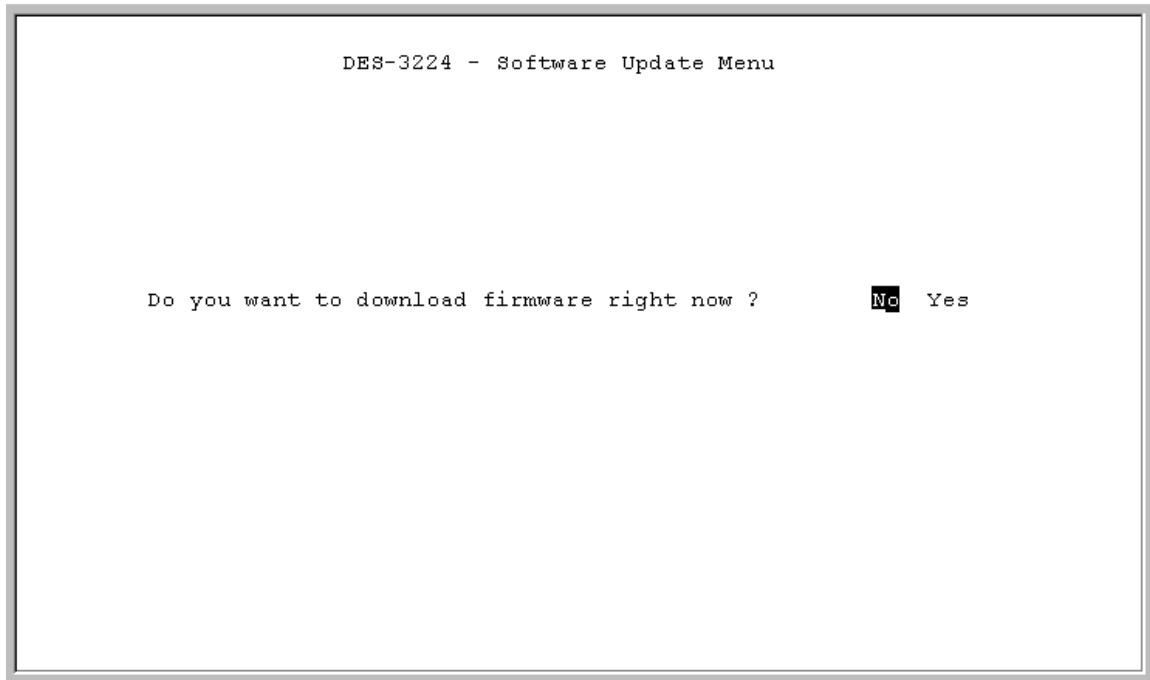 DES-3224 - Software Update Menu
Do you want to download firmware right now ? No Yes